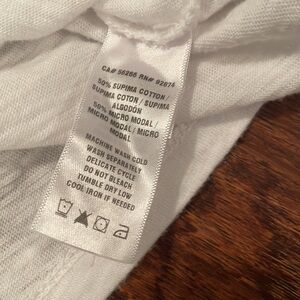 CA# 56266 RN# 92674
50% SUPIMA COTTON /
SUPIMA COTON / SUPIMA
ALGODÓN
50% MICRO MODAL /
MICRO MODAL / MICRO
MODAL
MACHINE WASH COLD
WASH SEPARATELY
DELICATE CYCLE
DO NOT BLEACH
TUMBLE DRY LOW
COOL IRON IF NEEDED